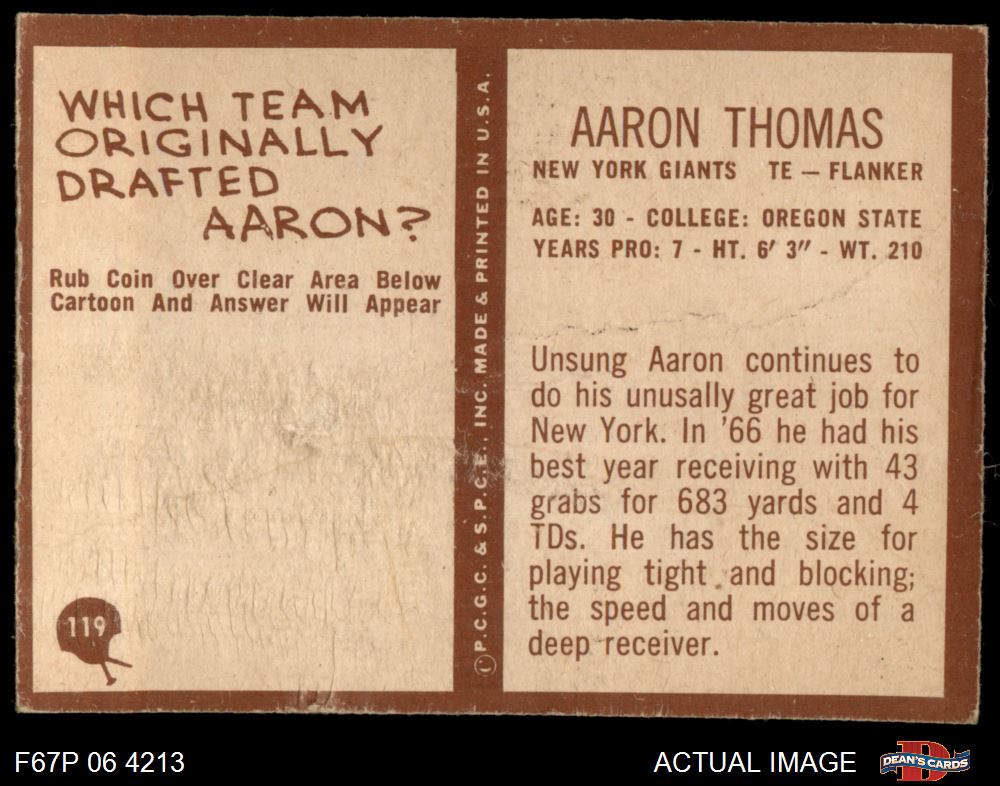 WHICH TEAM
ORIGINALLY
DRAFTED
AARON?
Rub Coin Over Clear Area Below
Cartoon And Answer Will Appear
119
©P.C.G.C. & S.P.C.E., INC. MADE & PRINTED IN U.S.A.
AARON THOMAS
NEW YORK GIANTS TE — FLANKER
AGE: 30 - COLLEGE: OREGON STATE
YEARS PRO: 7 - HT. 6′ 3″ - WT. 210
Unsung Aaron continues to
do his unusally great job for
New York. In '66 he had his
best year receiving with 43
grabs for 683 yards and 4
TDs. He has the size for
playing tight and blocking;
the speed and moves of a
deep receiver.
F67P 06 4213
ACTUAL IMAGE
DEAN'S CARDS